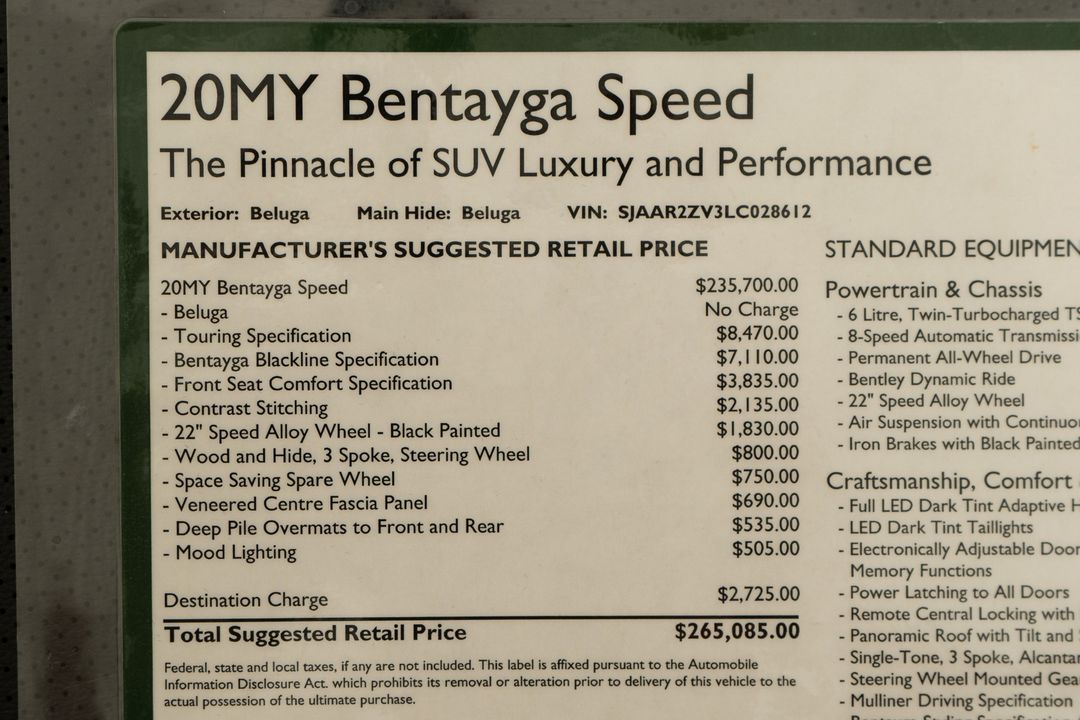 20MY Bentayga Speed
The Pinnacle of SUV Luxury and Performance
Exterior: Beluga Main Hide: Beluga VIN: SJAAR2ZV3LC028612
MANUFACTURER'S SUGGESTED RETAIL PRICE
20MY Bentayga Speed $235,700.00
- Beluga No Charge
- Touring Specification $8,470.00
- Bentayga Blackline Specification $7,110.00
- Front Seat Comfort Specification $3,835.00
- Contrast Stitching $2,135.00
- 22" Speed Alloy Wheel - Black Painted $1,830.00
- Wood and Hide, 3 Spoke, Steering Wheel $800.00
- Space Saving Spare Wheel $750.00
- Veneered Centre Fascia Panel $690.00
- Deep Pile Overmats to Front and Rear $535.00
- Mood Lighting $505.00
Destination Charge $2,725.00
Total Suggested Retail Price $265,085.00
Federal, state and local taxes, if any are not included. This label is affixed pursuant to the Automobile
Information Disclosure Act. which prohibits its removal or alteration prior to delivery of this vehicle to the
actual possession of the ultimate purchase.
STANDARD EQUIPMEN
Powertrain & Chassis
- 6 Litre, Twin-Turbocharged TS
- 8-Speed Automatic Transmissi
- Permanent All-Wheel Drive
- Bentley Dynamic Ride
- 22" Speed Alloy Wheel
- Air Suspension with Continuo
- Iron Brakes with Black Painted
Craftsmanship, Comfort
- Full LED Dark Tint Adaptive H
- LED Dark Tint Taillights
- Electronically Adjustable Door
Memory Functions
- Power Latching to All Doors
- Remote Central Locking with
- Panoramic Roof with Tilt and
- Single-Tone, 3 Spoke, Alcantar
- Steering Wheel Mounted Gea
- Mulliner Driving Specification